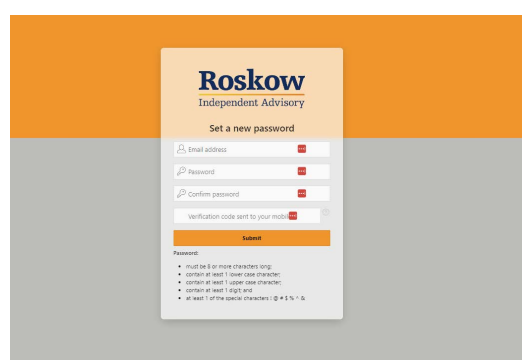 Roskow
Independent Advisory
Set a new password
Email address
Password
Confirm password
Verification code sent to your mobil
Submit
Password:
• must be 8 or more characters long;
• contain at least 1 lower case character;
• contain at least 1 upper case character;
• contain at least 1 digit; and
• at least 1 of the special characters ! @ # $ % ^ &